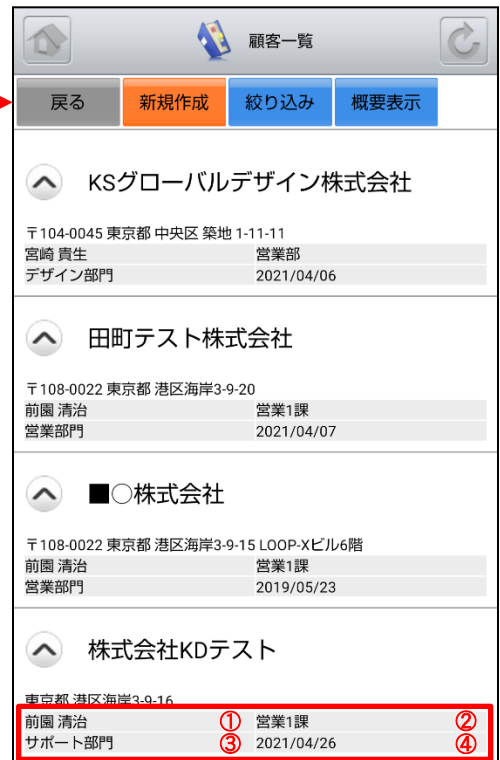 顧客一覧
戻る 新規作成 絞り込み 概要表示
KSグローバルデザイン株式会社
〒104-0045 東京都 中央区 築地 1-11-11
宮崎 貴生 営業部
デザイン部門 2021/04/06
田町テスト株式会社
〒108-0022 東京都 港区海岸3-9-20
前園 清治 営業1課
営業部門 2021/04/07
■○株式会社
〒108-0022 東京都 港区海岸3-9-15 LOOP-Xビル6階
前園 清治 営業1課
営業部門 2019/05/23
株式会社KDテスト
東京都 港区海岸3-9-16
前園 清治 ① 営業1課 ②
サポート部門 ③ 2021/04/26 ④